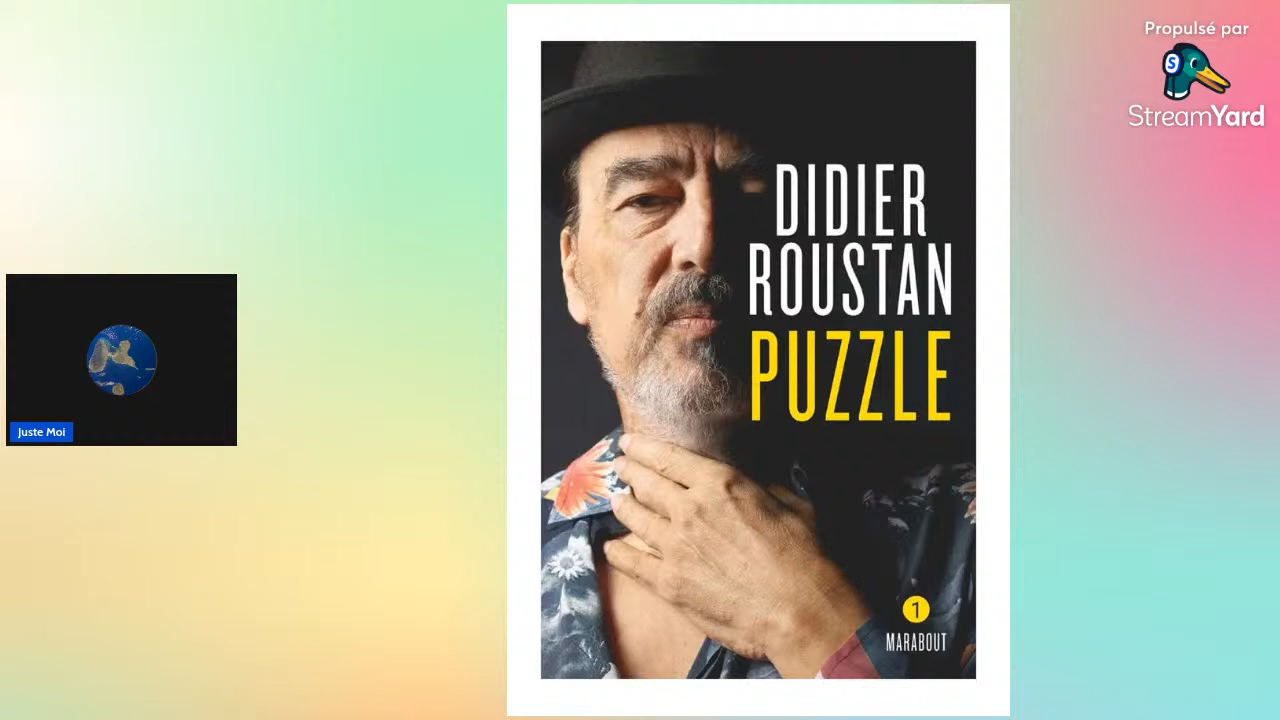 Propulsé par
S
StreamYard
DIDIER
ROUSTAN
PUZZLE
Juste Moi
1
MARABOUT